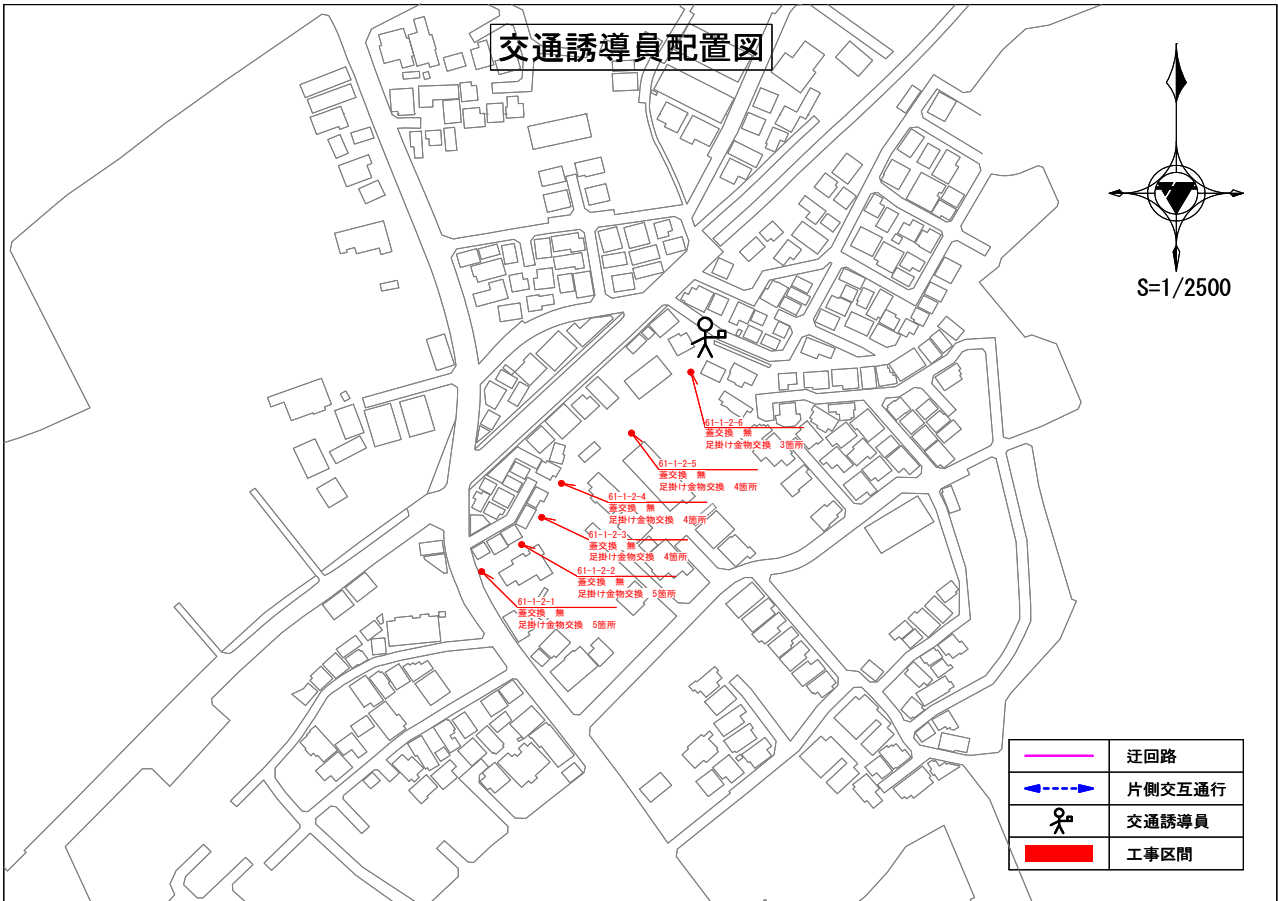 交通誘導員配置図
S=1/2500
61-1-2-6
蓋交換　無
足掛け金物交換　3箇所
61-1-2-5
蓋交換　無
足掛け金物交換　4箇所
61-1-2-4
蓋交換　無
足掛け金物交換　4箇所
61-1-2-3
蓋交換　無
足掛け金物交換　4箇所
61-1-2-2
蓋交換　無
足掛け金物交換　5箇所
61-1-2-1
蓋交換　無
足掛け金物交換　5箇所
迂回路
片側交互通行
交通誘導員
工事区間